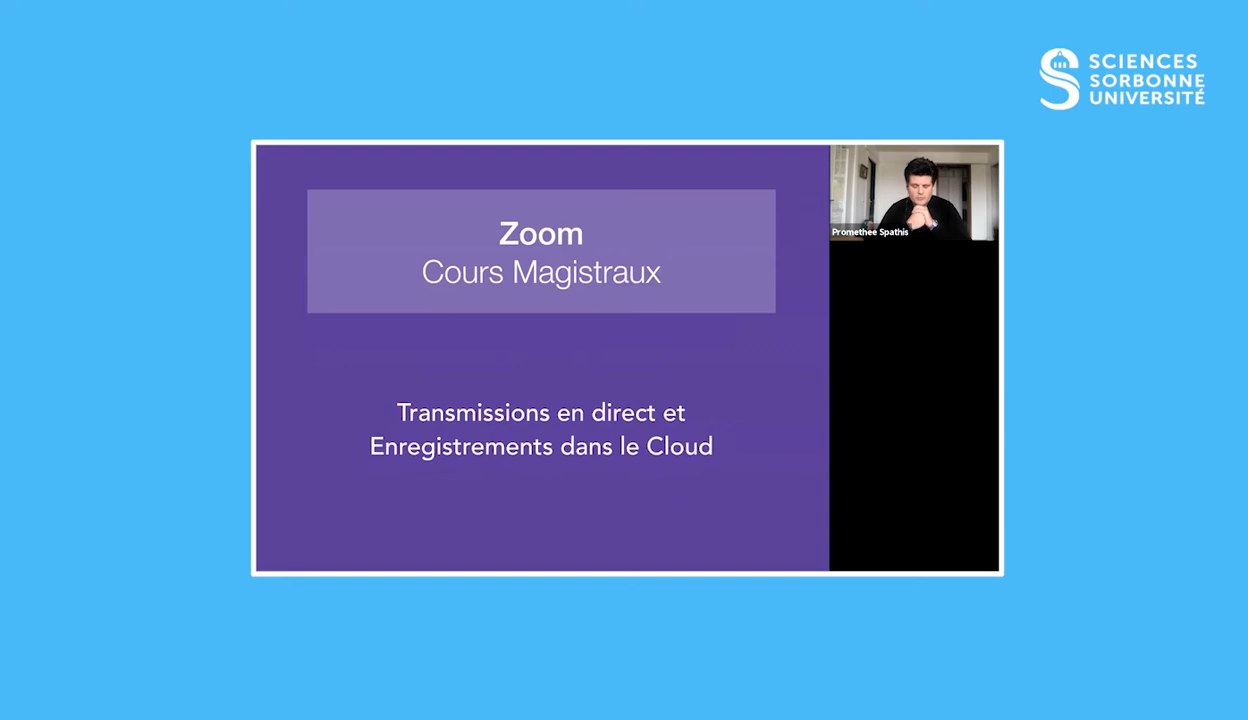 SCIENCES
SORBONNE
UNIVERSITÉ
Zoom
Cours Magistraux
Promethee Spathis
Transmissions en direct et
Enregistrements dans le Cloud